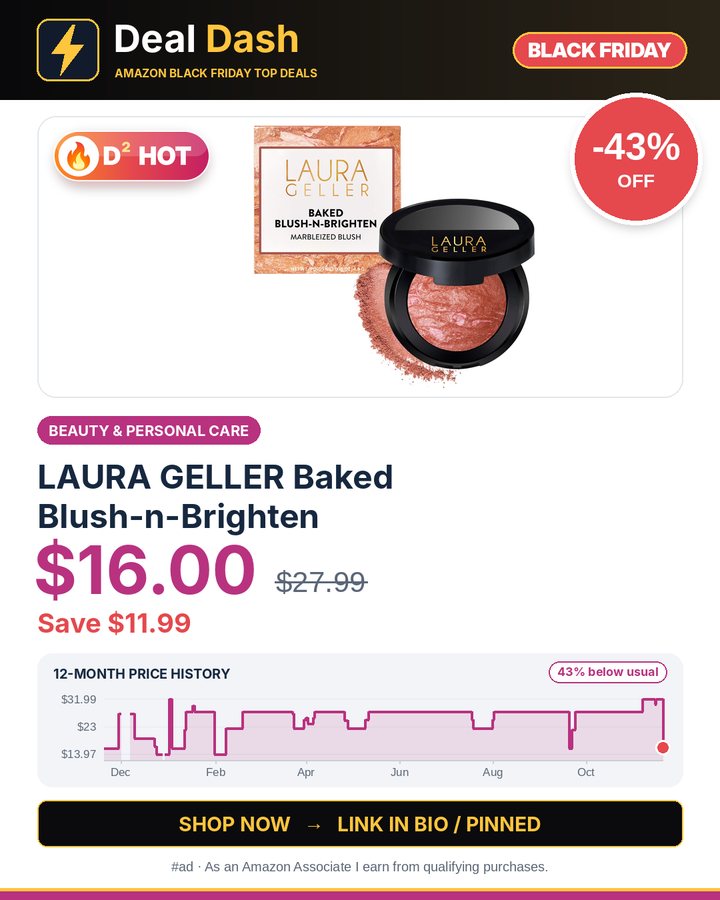 Deal Dash
AMAZON BLACK FRIDAY TOP DEALS
BLACK FRIDAY
D² HOT
-43%
OFF
LAURA
GELLER
BAKED
BLUSH-N-BRIGHTEN
MARBLEIZED BLUSH
LAURA
GELLER
BEAUTY & PERSONAL CARE
LAURA GELLER Baked
Blush-n-Brighten
$16.00 $27.99
Save $11.99
12-MONTH PRICE HISTORY
43% below usual
$31.99
$23
$13.97
Dec Feb Apr Jun Aug Oct
SHOP NOW → LINK IN BIO / PINNED
#ad · As an Amazon Associate I earn from qualifying purchases.